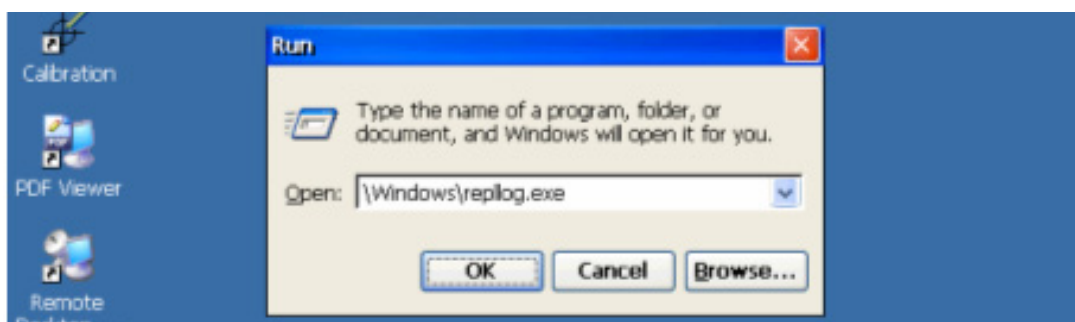 Calibration
PDF Viewer
Remote
Run
Type the name of a program, folder, or
document, and Windows will open it for you.
Open: \Windows\repllog.exe
OK Cancel Browse...